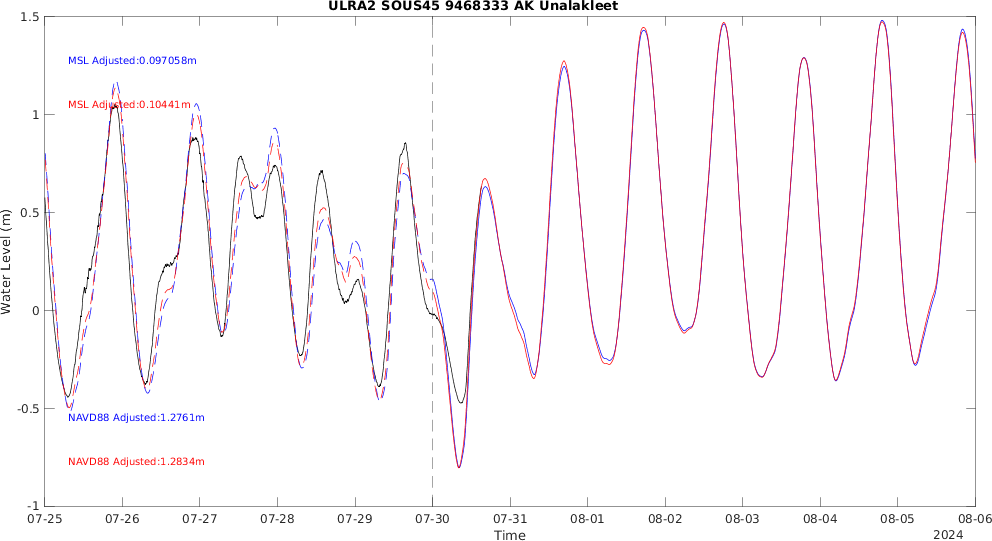 ULRA2 SOUS45 9468333 AK Unalakleet
1.5
MSL Adjusted:0.097058m
MSL Adjusted:0.10441m
1
0.5
Water Level (m)
0
-0.5
NAVD88 Adjusted:1.2761m
NAVD88 Adjusted:1.2834m
-1
07-25 07-26 07-27 07-28 07-29 07-30 07-31 08-01 08-02 08-03 08-04 08-05 08-06
Time
2024